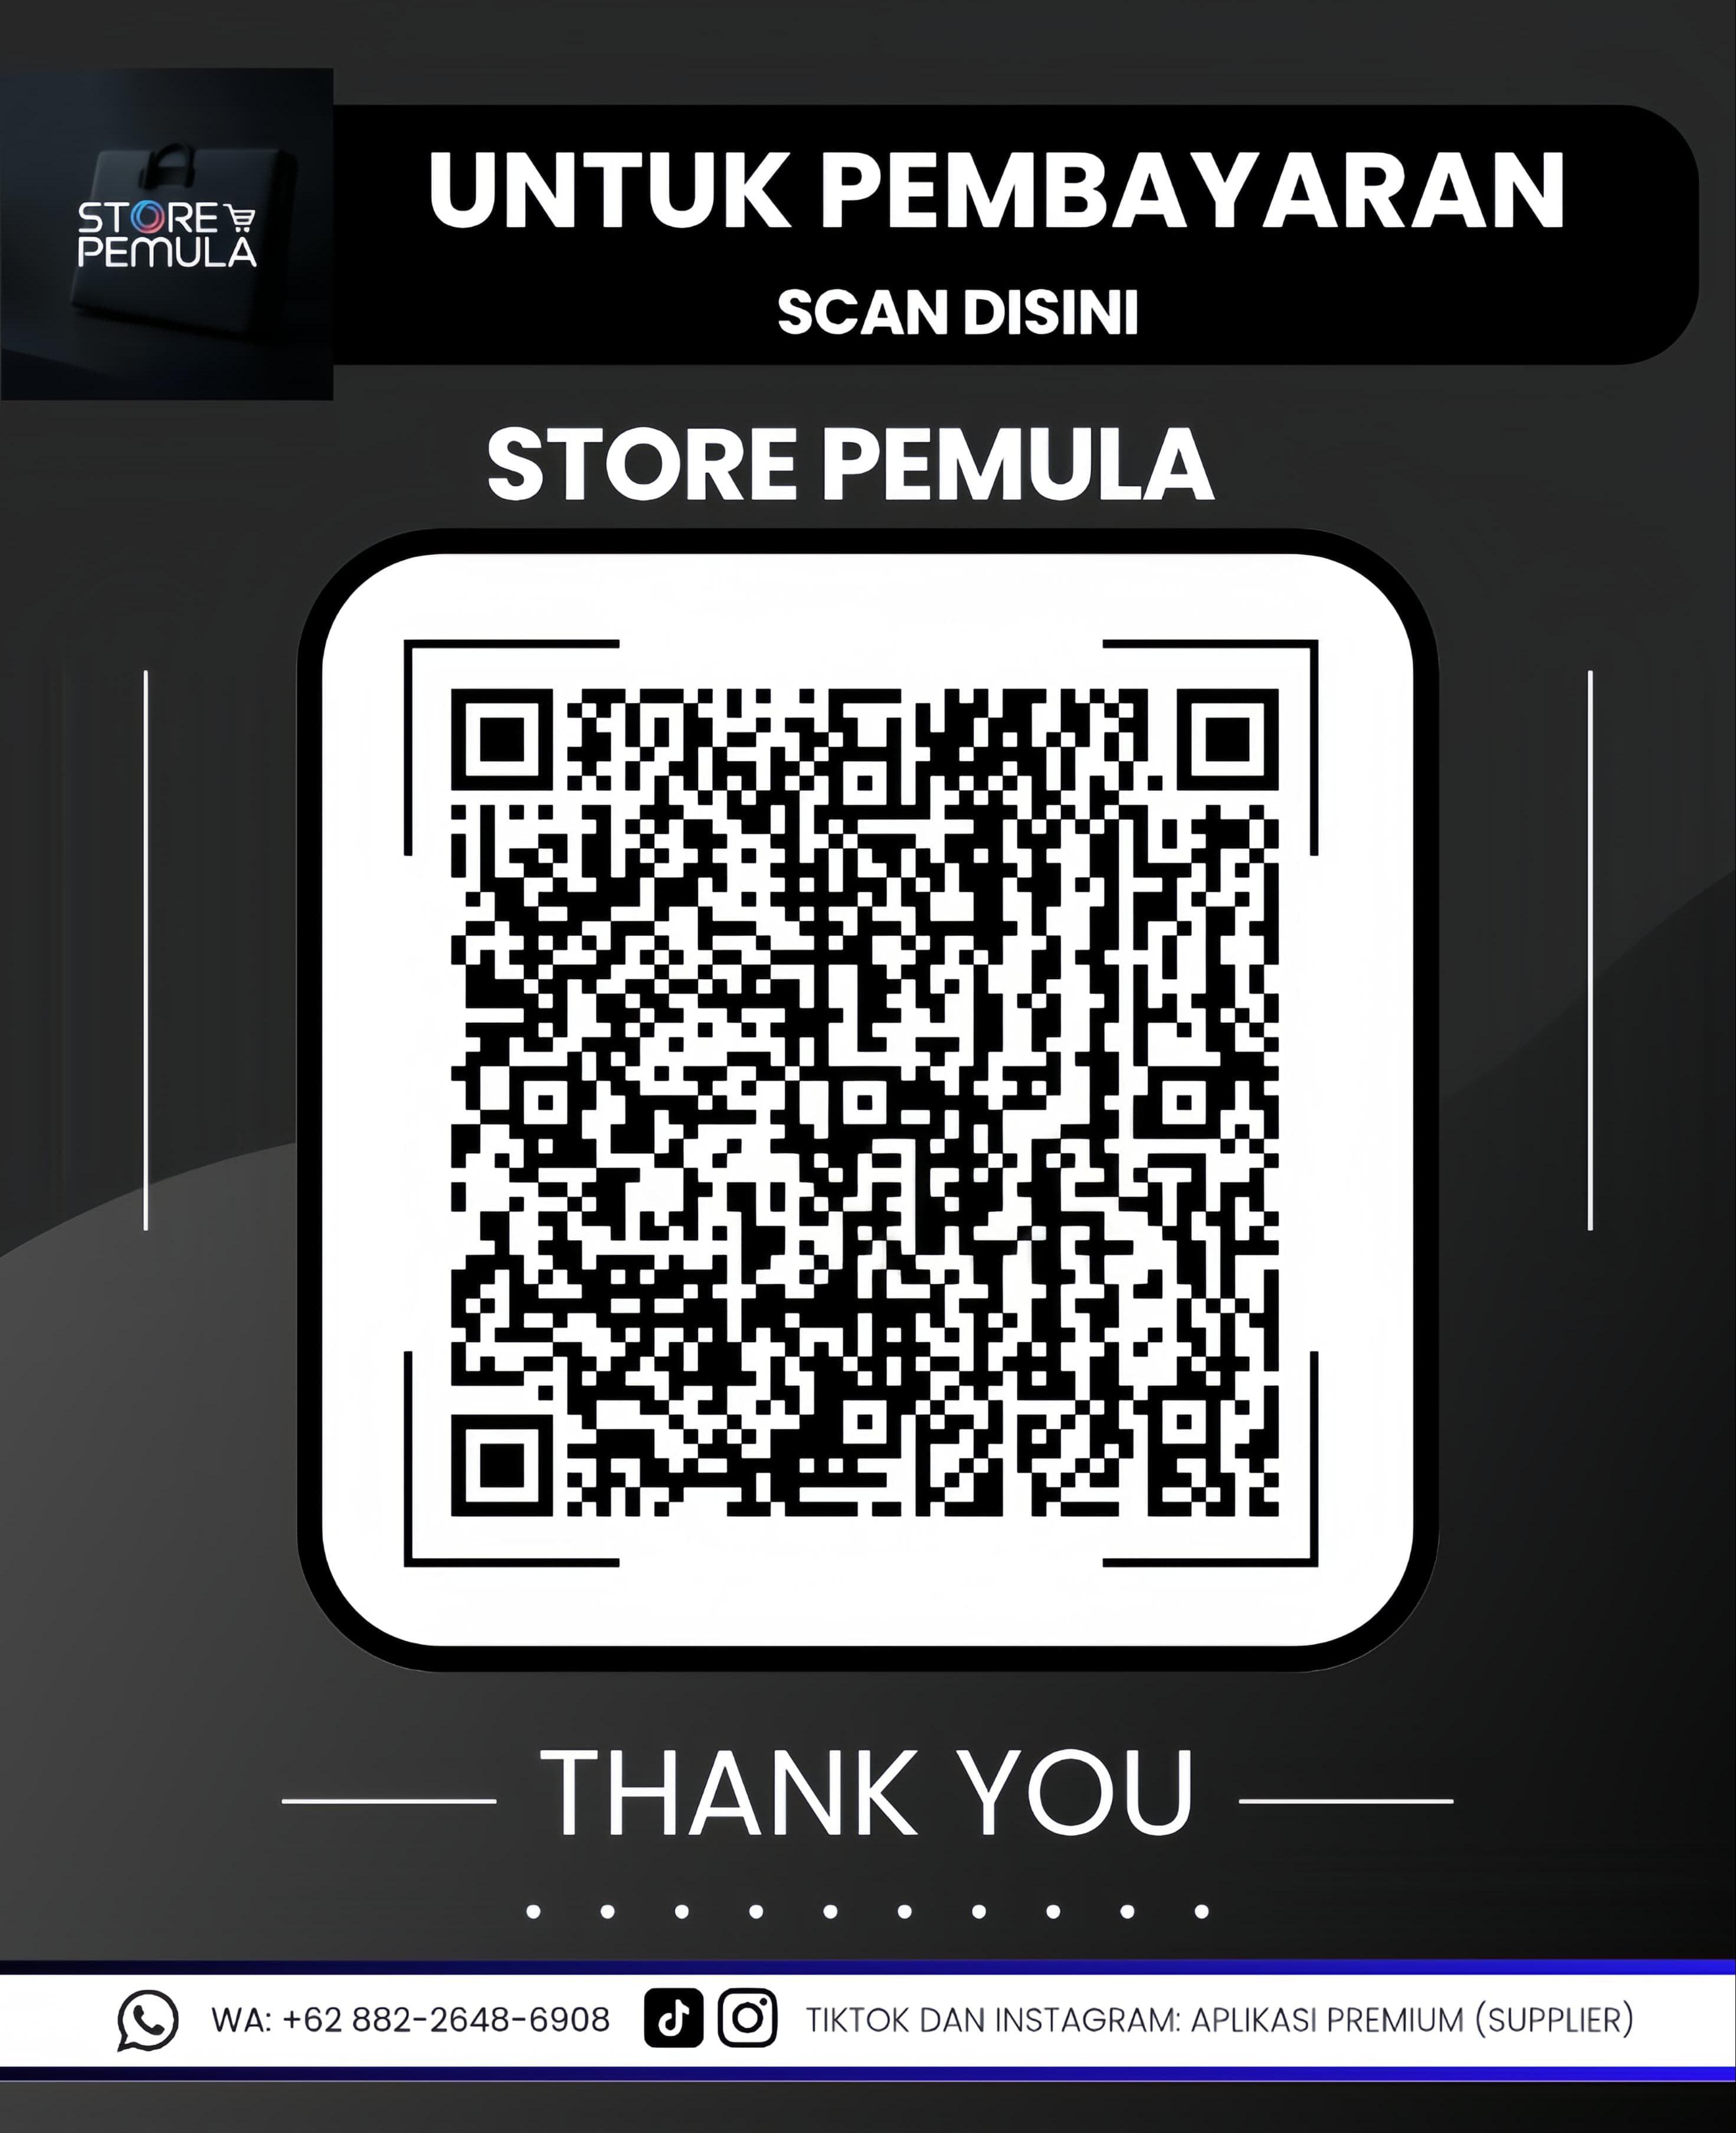 STORE
PEMULA
UNTUK PEMBAYARAN
SCAN DISINI
STORE PEMULA
THANK YOU
WA: +62 882-2648-6908
TIKTOK DAN INSTAGRAM: APLIKASI PREMIUM (SUPPLIER)